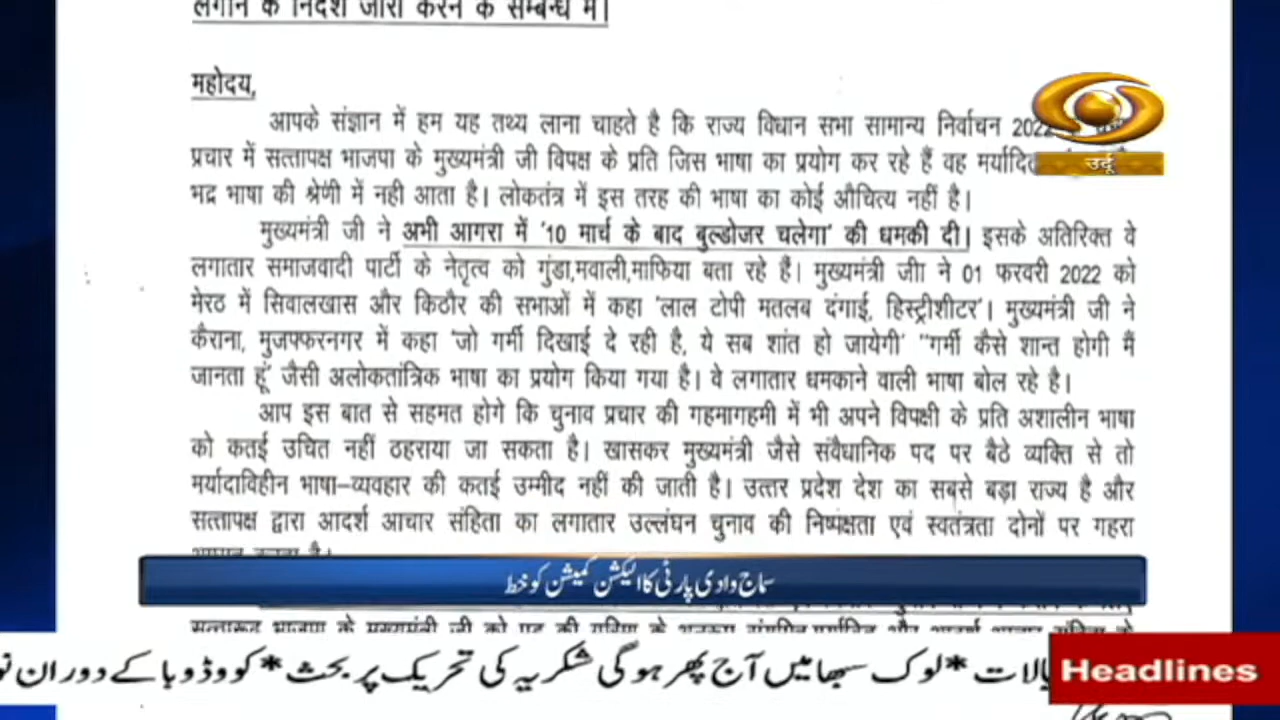 लगाने के निर्देश जारी करने के सम्बन्ध में।
महोदय,
आपके संज्ञान में हम यह तथ्य लाना चाहते है कि राज्य विधान सभा सामान्य निर्वाचन 2022
प्रचार में सत्तापक्ष भाजपा के मुख्यमंत्री जी विपक्ष के प्रति जिस भाषा का प्रयोग कर रहे हैं वह
भद्र भाषा की श्रेणी में नही आता है। लोकतंत्र में इस तरह की भाषा का कोई औचित्य नहीं है।
उर्दू
मुख्यमंत्री जी ने अभी आगरा में '10 मार्च के बाद बुल्डोजर चलेगा' की धमकी दी। इसके अतिरिक्त वे
लगातार समाजवादी पार्टी के नेतृत्व को गुंडा,मवाली,माफिया बता रहे हैं। मुख्यमंत्री जीा ने 01 फरवरी 2022 को
मेरठ में सिवालखास और किठौर की सभाओं में कहा 'लाल टोपी मतलब दंगाई, हिस्ट्रीशीटर'। मुख्यमंत्री जी ने
कैराना, मुजफ्फरनगर में कहा 'जो गर्मी दिखाई दे रही है, ये सब शांत हो जायेगी' ''गर्मी कैसे शान्त होगी मैं
जानता हूं' जैसी अलोकतांत्रिक भाषा का प्रयोग किया गया है। वे लगातार धमकाने वाली भाषा बोल रहे है।
आप इस बात से सहमत होगे कि चुनाव प्रचार की गहमागहमी में भी अपने विपक्षी के प्रति अशालीन भाषा
को कतई उचित नहीं ठहराया जा सकता है। खासकर मुख्यमंत्री जैसे संवैधानिक पद पर बैठे व्यक्ति से तो
मर्यादाविहीन भाषा–व्यवहार की कतई उम्मीद नहीं की जाती है। उत्तर प्रदेश देश का सबसे बड़ा राज्य है और
सत्तापक्ष द्वारा आदर्श आचार संहिता का लगातार उल्लंघन चुनाव की निष्पंक्षता एवं स्वतंत्रता दोनों पर गहरा
سماج وادی پارٹی کا الیکشن کمیشن کو خط
یالات *لوک سبھا میں آج پھر ہوگی شکریہ کی تحریک پر بحث *کووڈ وبا کے دوران
Headlines